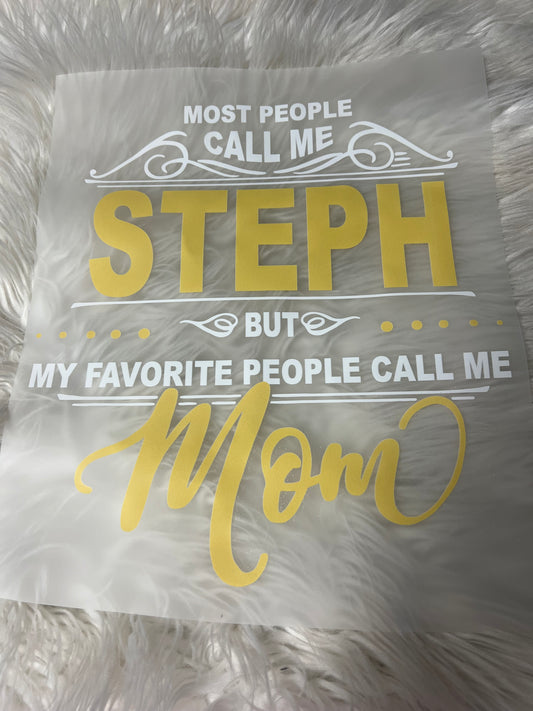 MOST PEOPLE
CALL ME
STEPH
BUT
MY FAVORITE PEOPLE CALL ME
Mom